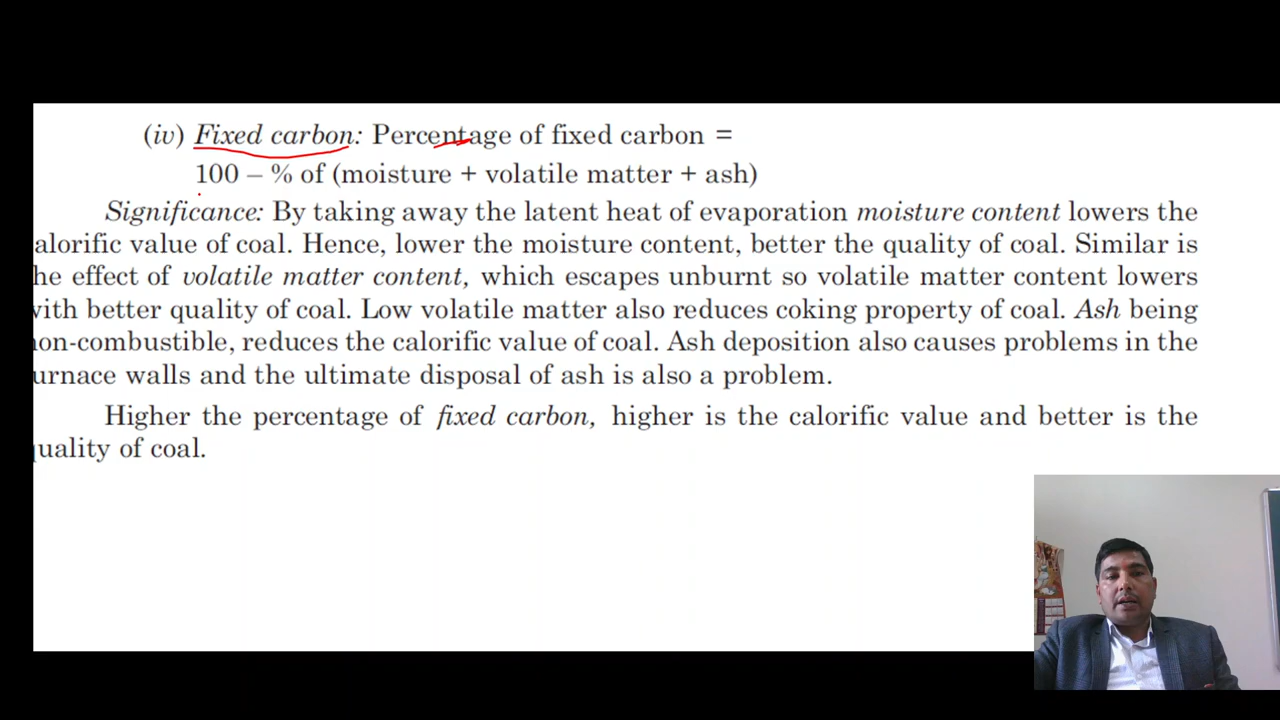 (iv) Fixed carbon: Percentage of fixed carbon =
100 – % of (moisture + volatile matter + ash)
Significance: By taking away the latent heat of evaporation moisture content lowers the
alorific value of coal. Hence, lower the moisture content, better the quality of coal. Similar is
he effect of volatile matter content, which escapes unburnt so volatile matter content lowers
with better quality of coal. Low volatile matter also reduces coking property of coal. Ash being
non-combustible, reduces the calorific value of coal. Ash deposition also causes problems in the
urnace walls and the ultimate disposal of ash is also a problem.
Higher the percentage of fixed carbon, higher is the calorific value and better is the
quality of coal.